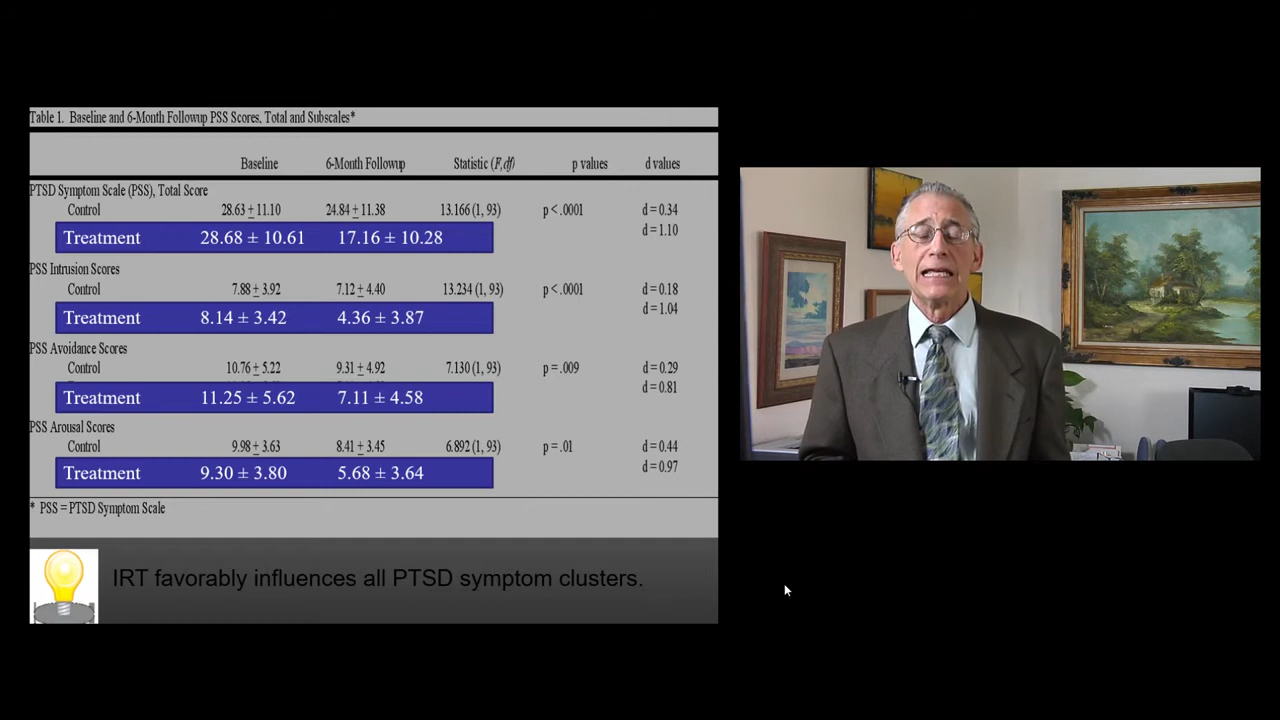 Table 1. Baseline and 6-Month Followup PSS Scores, Total and Subscales*
Baseline 6-Month Followup Statistic (F,df) p values d values
PTSD Symptom Scale (PSS), Total Score
Control 28.63 ± 11.10 24.84 ± 11.38 13.166 (1, 93) p < .0001 d = 0.34
Treatment 28.68 ± 10.61 17.16 ± 10.28 d = 1.10
PSS Intrusion Scores
Control 7.88 ± 3.92 7.12 ± 4.40 13.234 (1, 93) p < .0001 d = 0.18
Treatment 8.14 ± 3.42 4.36 ± 3.87 d = 1.04
PSS Avoidance Scores
Control 10.76 ± 5.22 9.31 ± 4.92 7.130 (1, 93) p = .009 d = 0.29
Treatment 11.25 ± 5.62 7.11 ± 4.58 d = 0.81
PSS Arousal Scores
Control 9.98 ± 3.63 8.41 ± 3.45 6.892 (1, 93) p = .01 d = 0.44
Treatment 9.30 ± 3.80 5.68 ± 3.64 d = 0.97
* PSS = PTSD Symptom Scale
IRT favorably influences all PTSD symptom clusters.